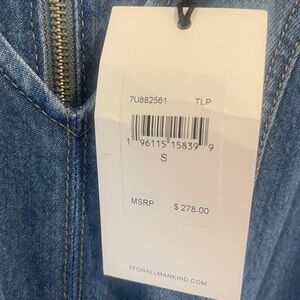 7U882561 TLP
1 96115 15839 9
S
MSRP $ 278.00
7FORALLMANKIND.COM